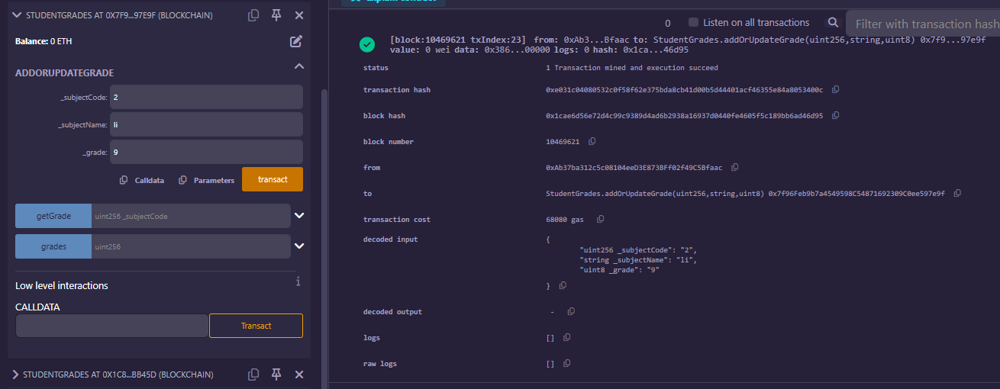 STUDENTGRADES AT 0X7F9...97E9F (BLOCKCHAIN)
Balance: 0 ETH
ADDORUPDATEGRADE
_subjectCode: 2
_subjectName: li
_grade: 9
Calldata Parameters transact
getGrade uint256 _subjectCode
grades uint256
Low level interactions i
CALLDATA
Transact
STUDENTGRADES AT 0X1C8...BB45D (BLOCKCHAIN)
0 Listen on all transactions Filter with transaction hash
[block:10469621 txIndex:23] from: 0xAb3...Bfaac to: StudentGrades.addOrUpdateGrade(uint256,string,uint8) 0x7f9...97e9f
value: 0 wei data: 0x386...00000 logs: 0 hash: 0x1ca...46d95
status 1 Transaction mined and execution succeed
transaction hash 0xe031c04080532c0f58f62e375bda8cb41d00b5d44401acf46355e84a8053400c
block hash 0x1cae6d56e72d4c99c9389d4ad6b2938a16937d0440fe4605f5c189bb6ad46d95
block number 10469621
from 0xAb37ba312c5c08104eeD3E873BFf02f49C5Bfaac
to StudentGrades.addOrUpdateGrade(uint256,string,uint8) 0x7f96Feb9b7a4549598C54871692309C0ee597e9f
transaction cost 68080 gas
decoded input {
"uint256 _subjectCode": "2",
"string _subjectName": "li",
"uint8 _grade": "9"
}
decoded output -
logs []
raw logs []